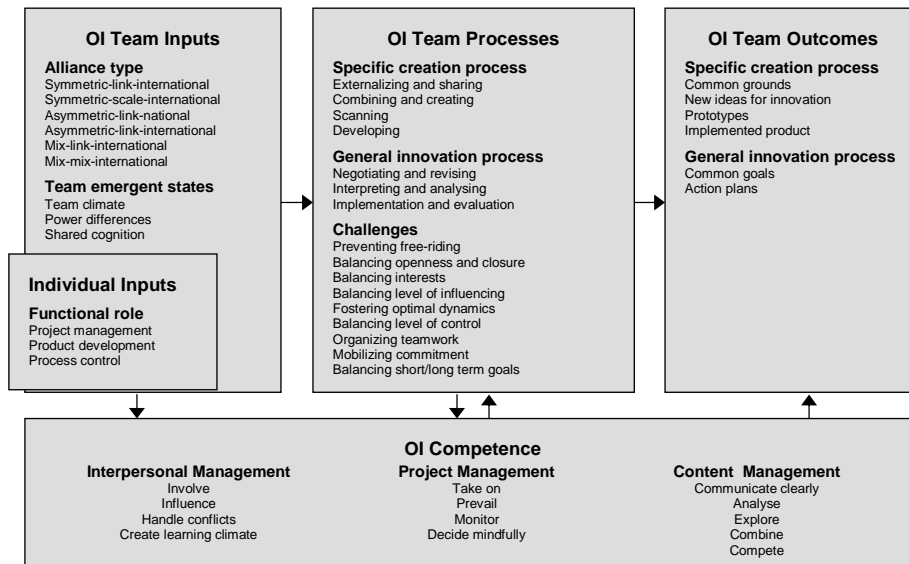 OI Team Inputs
Alliance type
Symmetric-link-international
Symmetric-scale-international
Asymmetric-link-national
Asymmetric-link-international
Mix-link-international
Mix-mix-international
Team emergent states
Team climate
Power differences
Shared cognition
Individual Inputs
Functional role
Project management
Product development
Process control
OI Team Processes
Specific creation process
Externalizing and sharing
Combining and creating
Scanning
Developing
General innovation process
Negotiating and revising
Interpreting and analysing
Implementation and evaluation
Challenges
Preventing free-riding
Balancing openness and closure
Balancing interests
Balancing level of influencing
Fostering optimal dynamics
Balancing level of control
Organizing teamwork
Mobilizing commitment
Balancing short/long term goals
OI Team Outcomes
Specific creation process
Common grounds
New ideas for innovation
Prototypes
Implemented product
General innovation process
Common goals
Action plans
OI Competence
Interpersonal Management
Involve
Influence
Handle conflicts
Create learning climate
Project Management
Take on
Prevail
Monitor
Decide mindfully
Content Management
Communicate clearly
Analyse
Explore
Combine
Compete